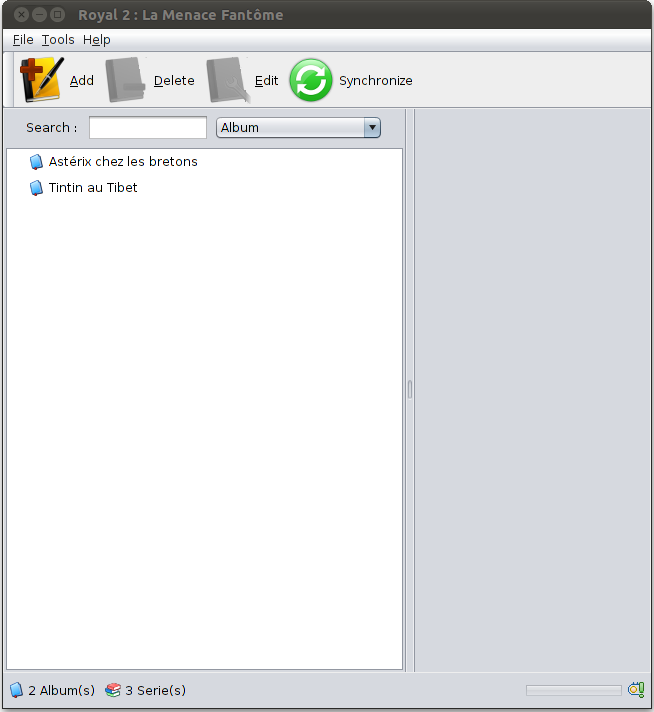 Royal 2 : La Menace Fantôme
File Tools Help
Add Delete Edit Synchronize
Search : Album
Astérix chez les bretons
Tintin au Tibet
2 Album(s) 3 Serie(s)